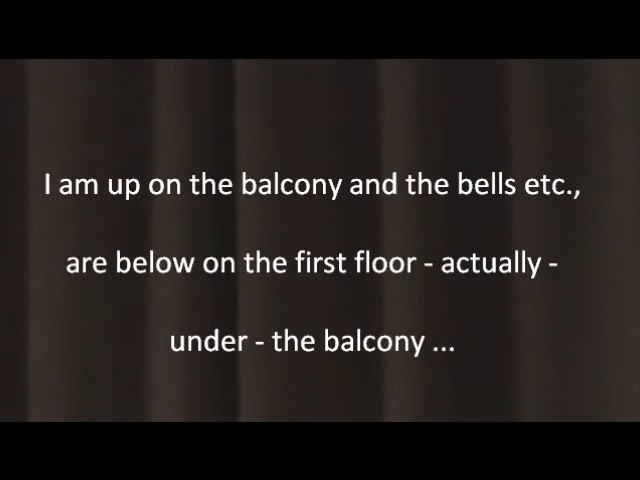 I am up on the balcony and the bells etc.,
are below on the first floor - actually -
under - the balcony ...